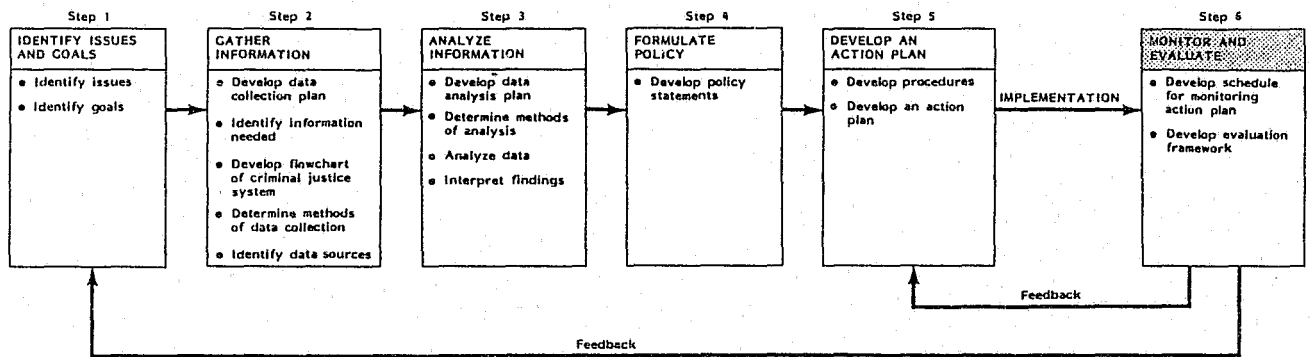 Step 1
IDENTIFY ISSUES
AND GOALS
• Identify issues
• Identify goals
Step 2
GATHER
INFORMATION
• Develop data
collection plan
• Identify information
needed
• Develop flowchart
of criminal justice
system
• Determine methods
of data collection
• Identify data sources
Step 3
ANALYZE
INFORMATION
• Develop data
analysis plan
• Determine methods
of analysis
• Analyze data
• Interpret findings
Step 4
FORMULATE
POLICY
• Develop policy
statements
Step 5
DEVELOP AN
ACTION PLAN
• Develop procedures
• Develop an action
plan
IMPLEMENTATION
Step 6
MONITOR AND
EVALUATE
• Develop schedule
for monitoring
action plan
• Develop evaluation
framework
Feedback
Feedback